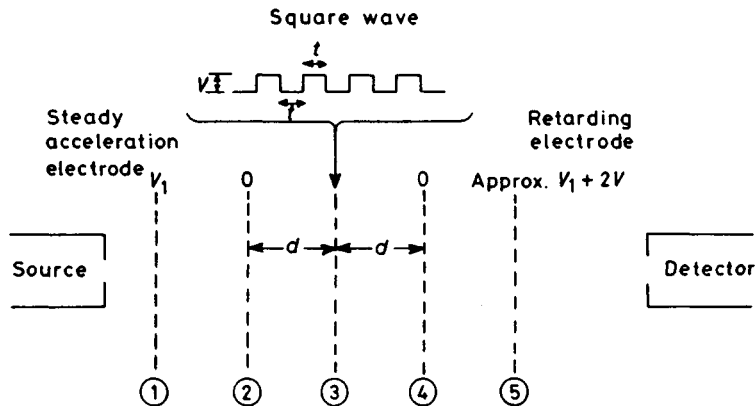 Square wave
t
V
t
Steady
acceleration
electrode
V₁
0
0
Retarding
electrode
Approx. V₁ + 2V
d
d
Source
Detector
1
2
3
4
5